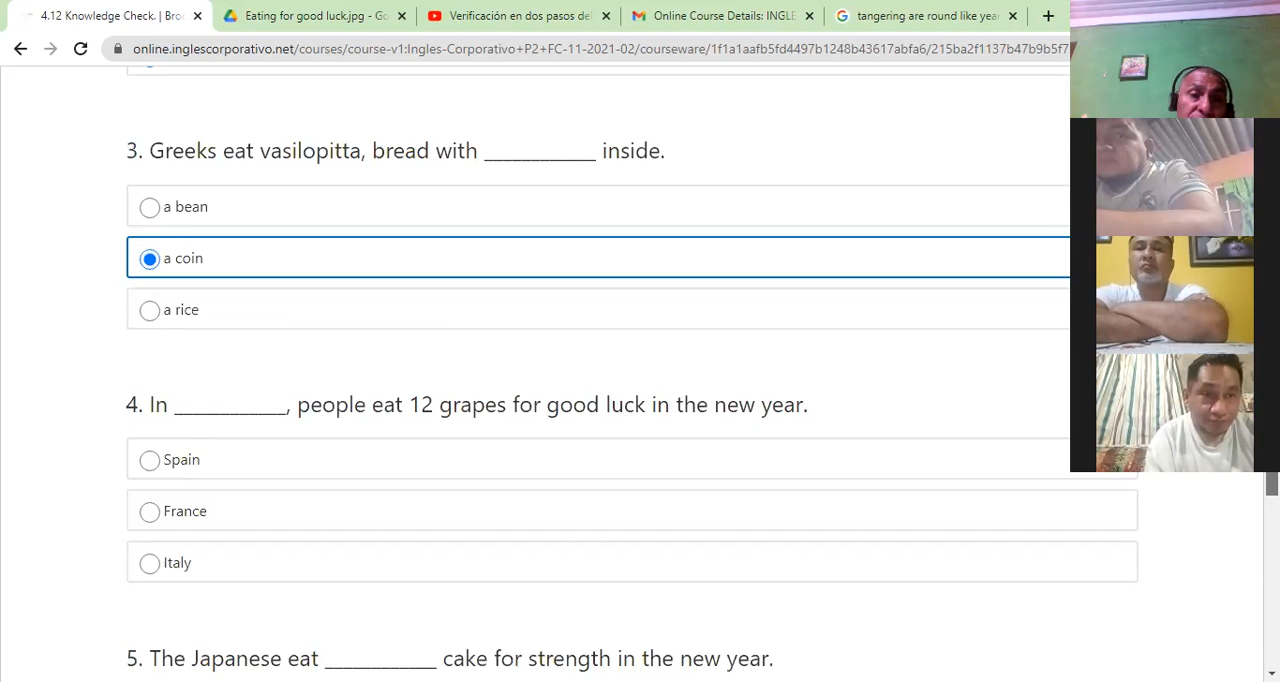 4.12 Knowledge Check. | Bro
Eating for good luck.jpg - Go
Verificación en dos pasos de
Online Course Details: INGLE
tangering are round like yea
online.inglescorporativo.net/courses/course-v1:Ingles-Corporativo+P2+FC-11-2021-02/courseware/1f1a1aafb5fd4497b1248b43617abfa6/215ba2f1137b47b9b5f7
3. Greeks eat vasilopitta, bread with ____________ inside.
a bean
a coin
a rice
4. In ____________, people eat 12 grapes for good luck in the new year.
Spain
France
Italy
5. The Japanese eat ____________ cake for strength in the new year.